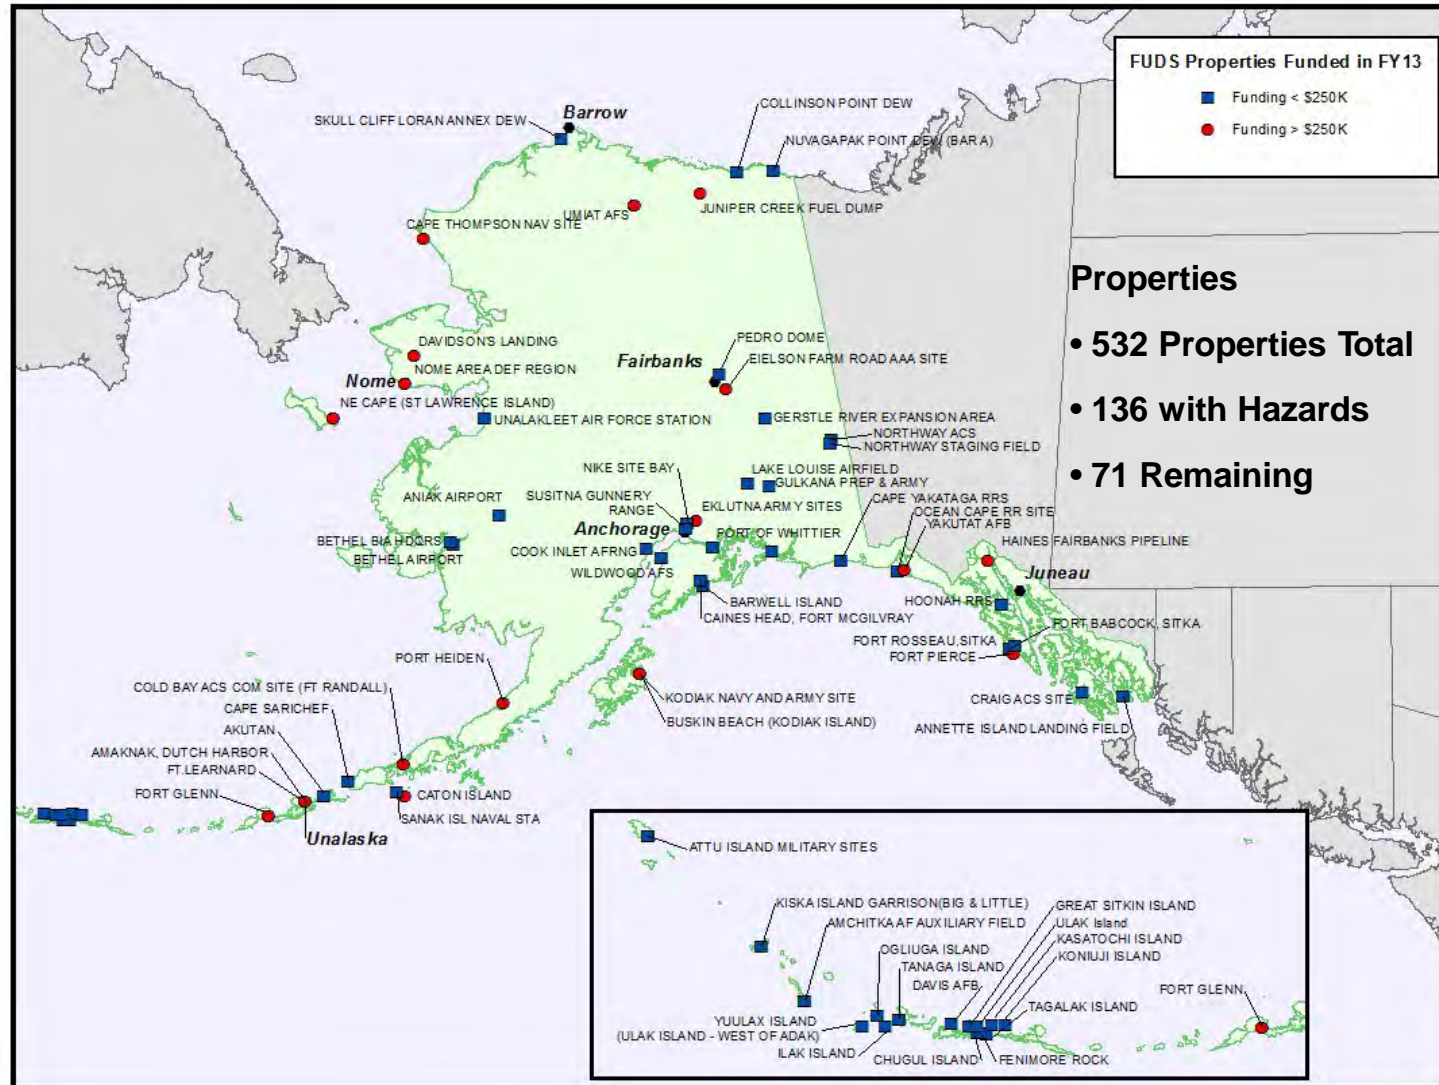 FUDS Properties Funded in FY13
Funding < $250K
Funding > $250K
Barrow
SKULL CLIFF LORAN ANNEX DEW
COLLINSON POINT DEW
NUVAGAPAK POINT DEW (BAR A)
UMIAT AFS
JUNIPER CREEK FUEL DUMP
CAPE THOMPSON NAV SITE
Properties
• 532 Properties Total
• 136 with Hazards
• 71 Remaining
PEDRO DOME
DAVIDSON'S LANDING
Fairbanks
EIELSON FARM ROAD AAA SITE
NOME AREA DEF REGION
Nome
NE CAPE (ST LAWRENCE ISLAND)
UNALAKLEET AIR FORCE STATION
GERSTLE RIVER EXPANSION AREA
NORTHWAY ACS
NORTHWAY STAGING FIELD
NIKE SITE BAY
LAKE LOUISE AIRFIELD
GULKANA PREP & ARMY
SUSITNA GUNNERY
RANGE
EKLUTNA ARMY SITES
CAPE YAKATAGA RRS
ANIAK AIRPORT
OCEAN CAPE RR SITE
YAKUTAT AFB
Anchorage
PORT OF WHITTIER
BETHEL BIA HDQRS
BETHEL AIRPORT
COOK INLET AFRNG
WILDWOOD AFS
HAINES FAIRBANKS PIPELINE
Juneau
BARWELL ISLAND
CAINES HEAD, FORT MCGILVRAY
HOONAH RRS
FORT BABCOCK, SITKA
FORT ROSSEAU, SITKA
FORT PIERCE
PORT HEIDEN
COLD BAY ACS COM SITE (FT RANDALL)
KODIAK NAVY AND ARMY SITE
BUSKIN BEACH (KODIAK ISLAND)
CRAIG ACS SITE
ANNETTE ISLAND LANDING FIELD
CAPE SARICHEF
AKUTAN
AMAKNAK, DUTCH HARBOR
FT.LEARNARD
FORT GLENN
CATON ISLAND
SANAK ISL NAVAL STA
Unalaska
ATTU ISLAND MILITARY SITES
KISKA ISLAND GARRISON(BIG & LITTLE)
AMCHITKA AF AUXILIARY FIELD
OGLIUGA ISLAND
TANAGA ISLAND
DAVIS AFB
GREAT SITKIN ISLAND
ULAK Island
KASATOCHI ISLAND
KONIUJI ISLAND
FORT GLENN
TAGALAK ISLAND
YUULAX ISLAND
(ULAK ISLAND - WEST OF ADAK)
ILAK ISLAND
CHUGUL ISLAND
FENIMORE ROCK